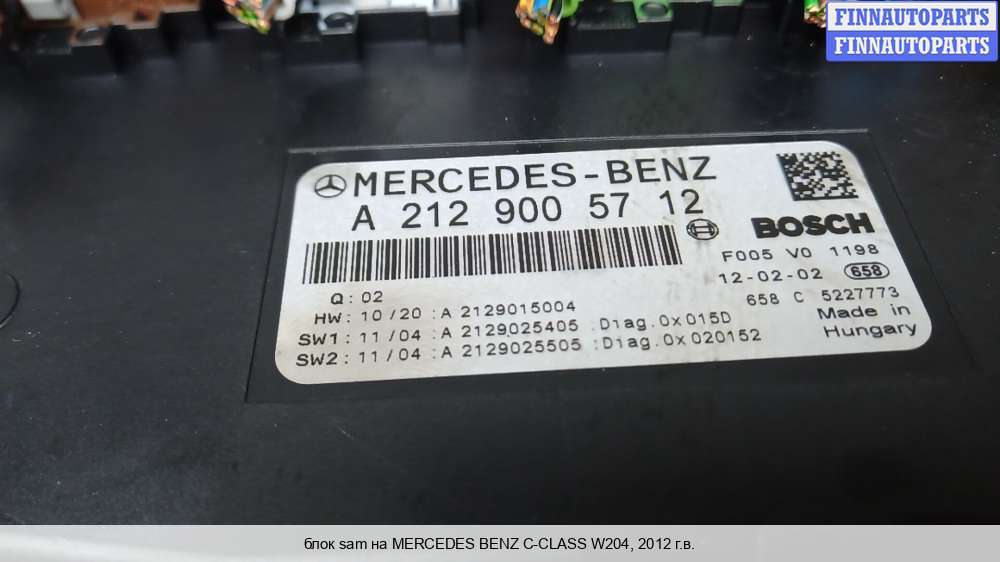 FINNAUTOPARTS
FINNAUTOPARTS
MERCEDES-BENZ
A 212 900 57 12
BOSCH
F005 V0 1198
12-02-02 658
658 C 5227773
Made in
Hungary
Q: 02
HW: 10/20 :A 2129015004
SW1: 11/04 :A 2129025405 :Diag.0x015D
SW2: 11/04 :A 2129025505 :Diag.0x020152
блок sam на MERCEDES BENZ C-CLASS W204, 2012 г.в.